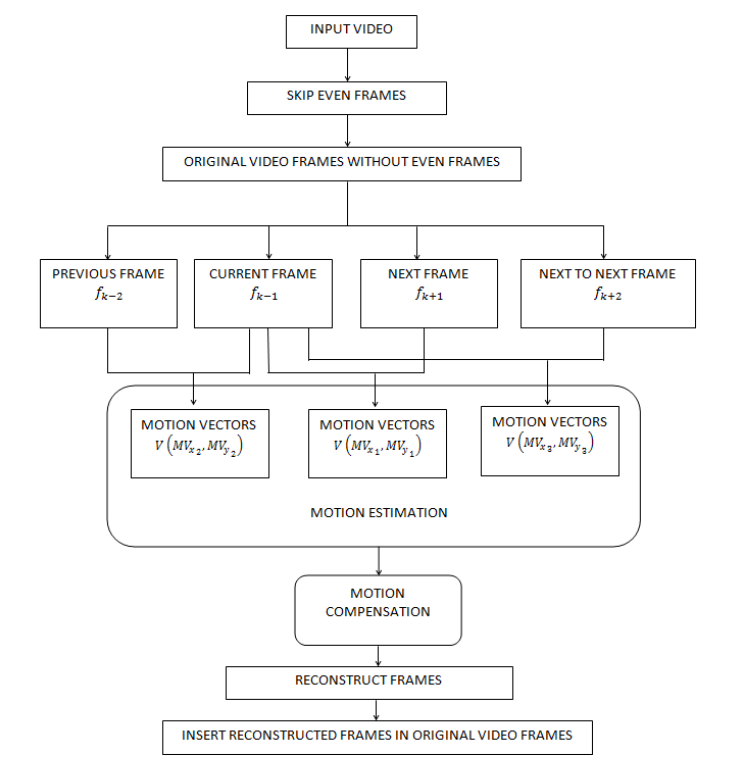 INPUT VIDEO
SKIP EVEN FRAMES
ORIGINAL VIDEO FRAMES WITHOUT EVEN FRAMES
PREVIOUS FRAME
f_{k−2}
CURRENT FRAME
f_{k−1}
NEXT FRAME
f_{k+1}
NEXT TO NEXT FRAME
f_{k+2}
MOTION VECTORS
V(MV_{x_2}, MV_{y_2})
MOTION VECTORS
V(MV_{x_1}, MV_{y_1})
MOTION VECTORS
V(MV_{x_3}, MV_{y_3})
MOTION ESTIMATION
MOTION
COMPENSATION
RECONSTRUCT FRAMES
INSERT RECONSTRUCTED FRAMES IN ORIGINAL VIDEO FRAMES